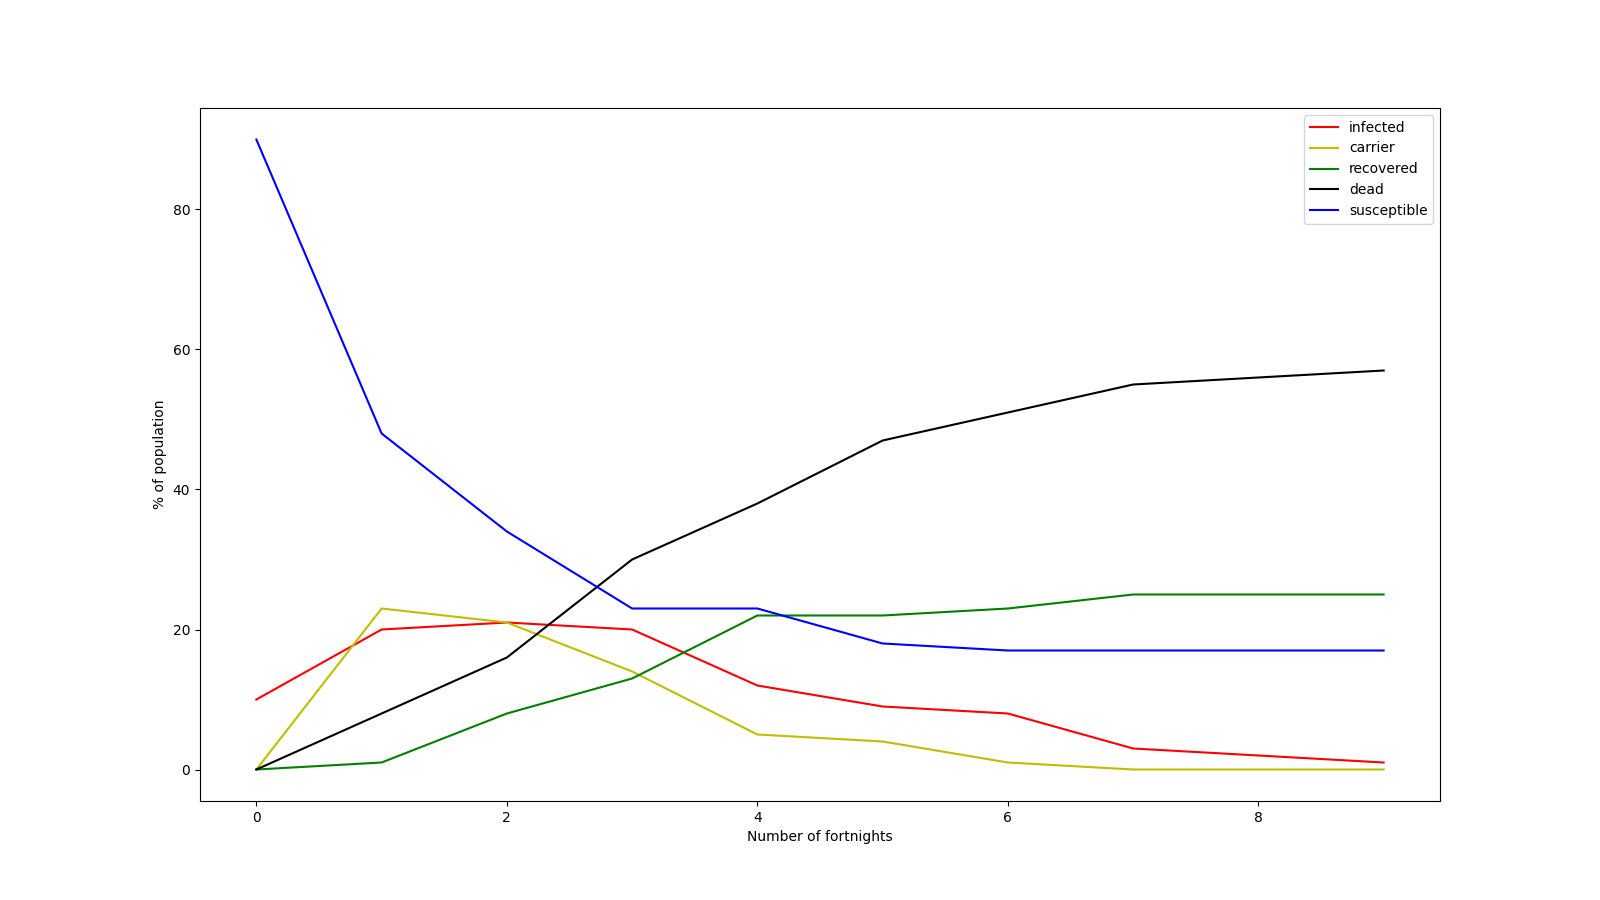 infected
carrier
recovered
dead
susceptible
80
60
40
20
0
% of population
0 2 4 6 8
Number of fortnights